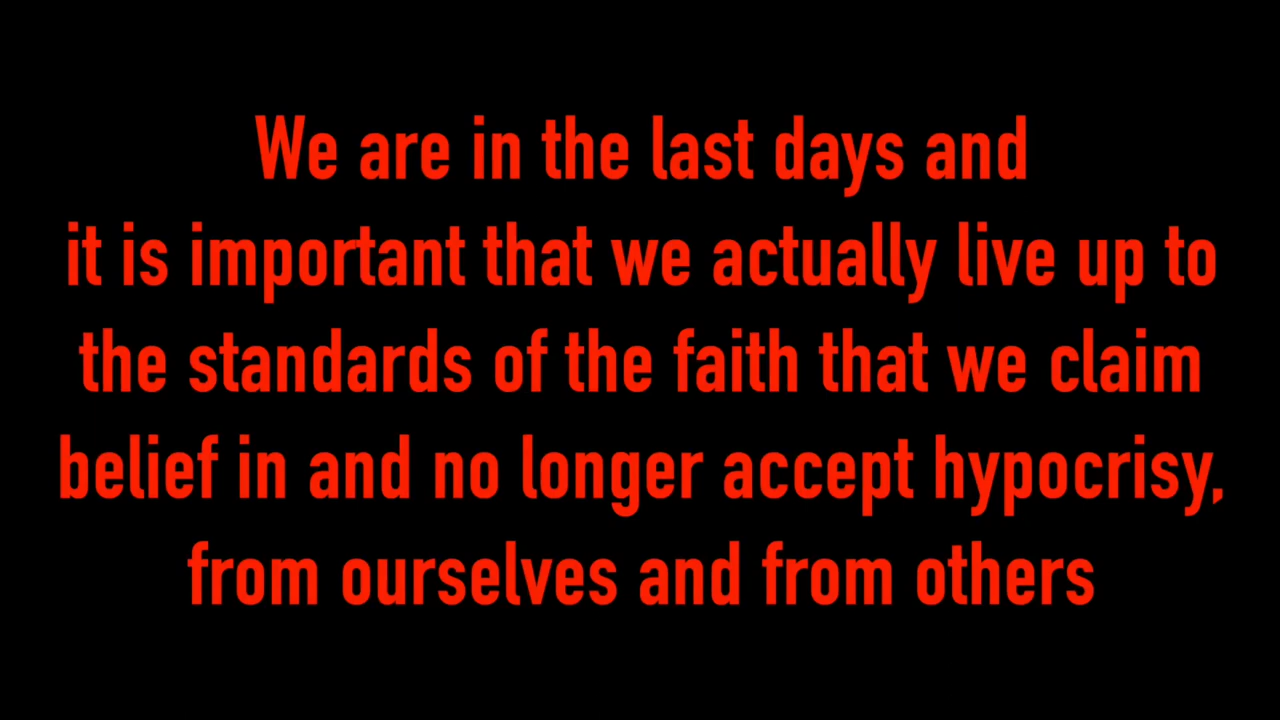 We are in the last days and
it is important that we actually live up to
the standards of the faith that we claim
belief in and no longer accept hypocrisy,
from ourselves and from others